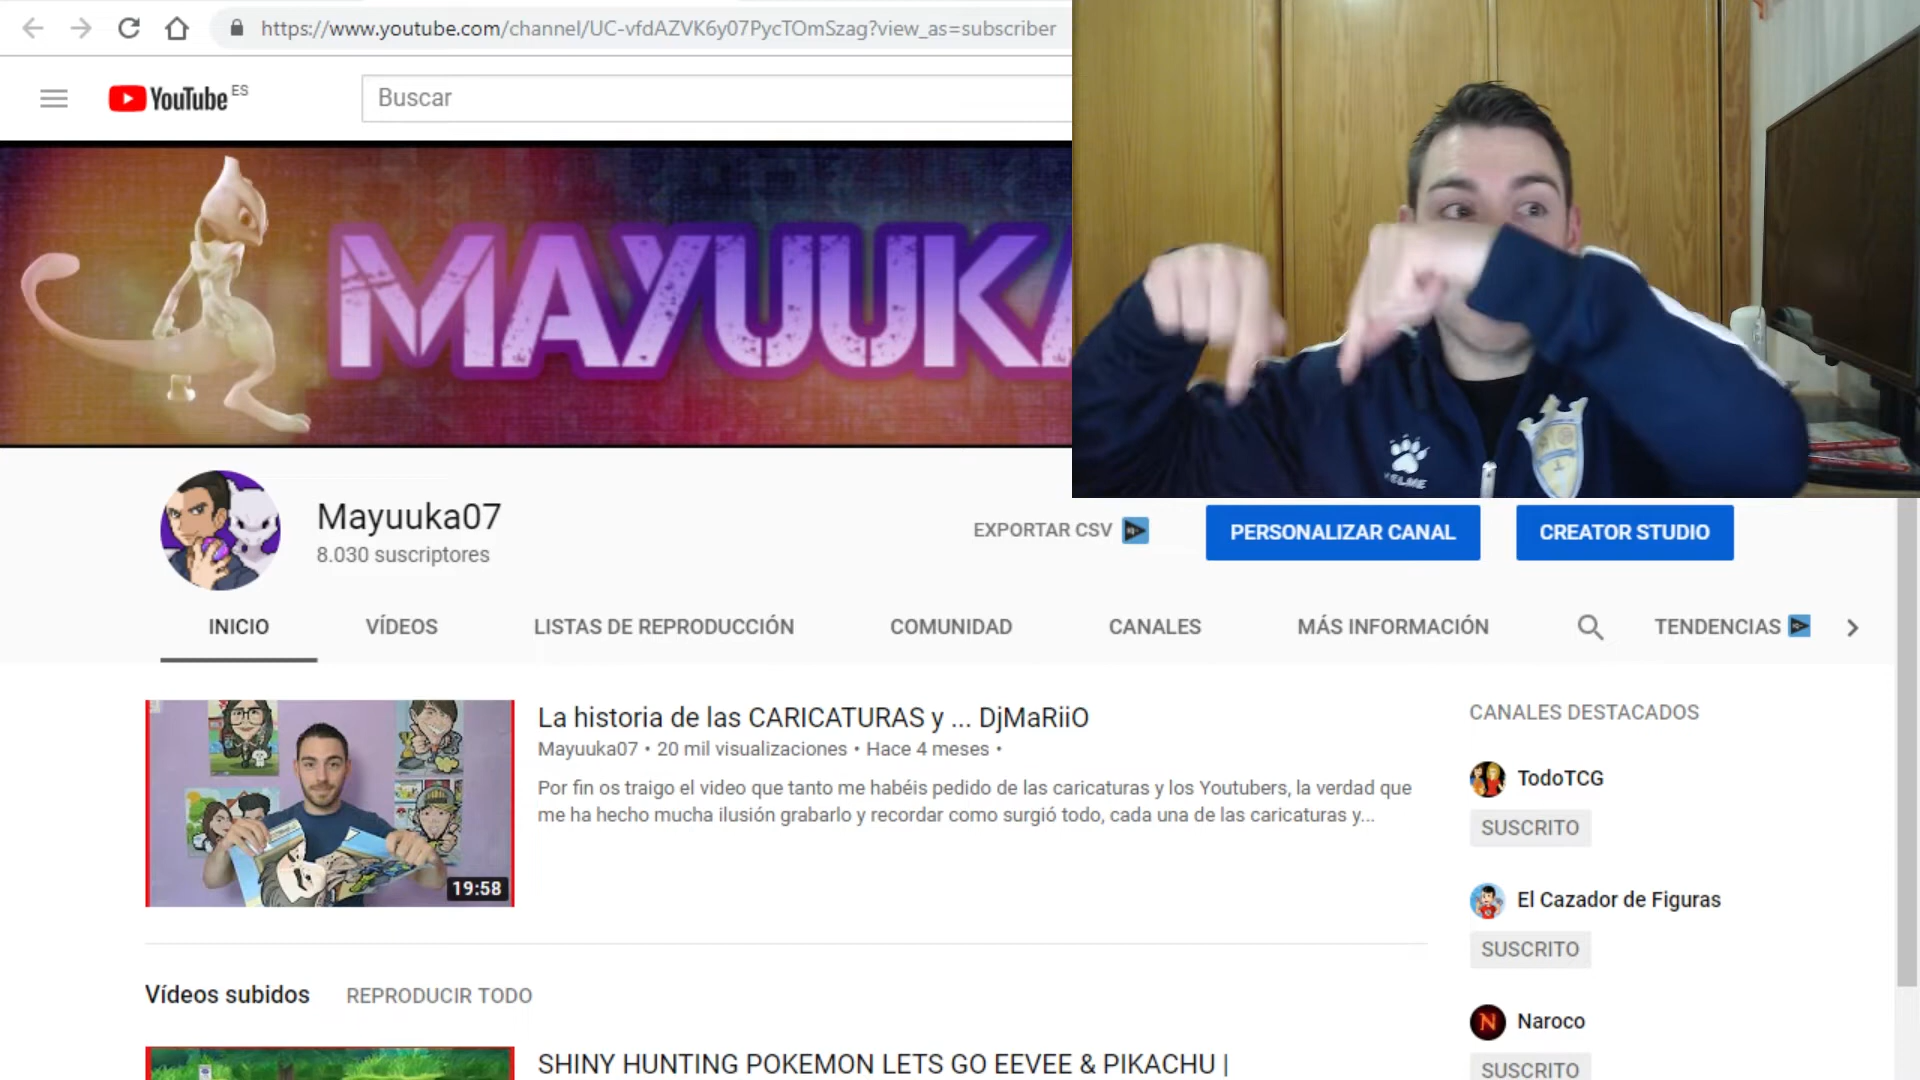 https://www.youtube.com/channel/UC-vfdAZVK6y07PycTOmSzag?view_as=subscriber
YouTube ES
Buscar
MAYUUKA
KELME
Mayuuka07
8.030 suscriptores
EXPORTAR CSV
PERSONALIZAR CANAL
CREATOR STUDIO
INICIO
VÍDEOS
LISTAS DE REPRODUCCIÓN
COMUNIDAD
CANALES
MÁS INFORMACIÓN
TENDENCIAS
La historia de las CARICATURAS y ... DjMaRiiO
Mayuuka07 • 20 mil visualizaciones • Hace 4 meses •
Por fin os traigo el video que tanto me habéis pedido de las caricaturas y los Youtubers, la verdad que
me ha hecho mucha ilusión grabarlo y recordar como surgió todo, cada una de las caricaturas y...
19:58
CANALES DESTACADOS
TodoTCG
SUSCRITO
El Cazador de Figuras
SUSCRITO
N Naroco
SUSCRITO
Vídeos subidos
REPRODUCIR TODO
SHINY HUNTING POKEMON LETS GO EEVEE & PIKACHU |